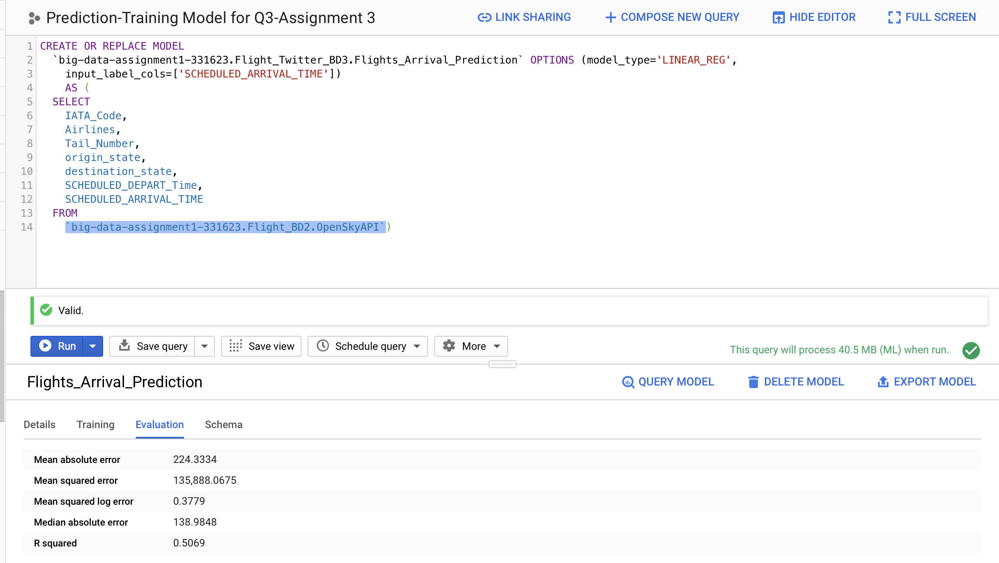 Prediction-Training Model for Q3-Assignment 3
LINK SHARING
COMPOSE NEW QUERY
HIDE EDITOR
FULL SCREEN
1 CREATE OR REPLACE MODEL
2 `big-data-assignment1-331623.Flight_Twitter_BD3.Flights_Arrival_Prediction` OPTIONS (model_type='LINEAR_REG',
3 input_label_cols=['SCHEDULED_ARRIVAL_TIME'])
4 AS (
5 SELECT
6 IATA_Code,
7 Airlines,
8 Tail_Number,
9 origin_state,
10 destination_state,
11 SCHEDULED_DEPART_Time,
12 SCHEDULED_ARRIVAL_TIME
13 FROM
14 `big-data-assignment1-331623.Flight_BD2.OpenSkyAPI`)
Valid.
Run
Save query
Save view
Schedule query
More
This query will process 40.5 MB (ML) when run.
Flights_Arrival_Prediction
QUERY MODEL
DELETE MODEL
EXPORT MODEL
Details
Training
Evaluation
Schema
Mean absolute error 224.3334
Mean squared error 135,888.0675
Mean squared log error 0.3779
Median absolute error 138.9848
R squared 0.5069